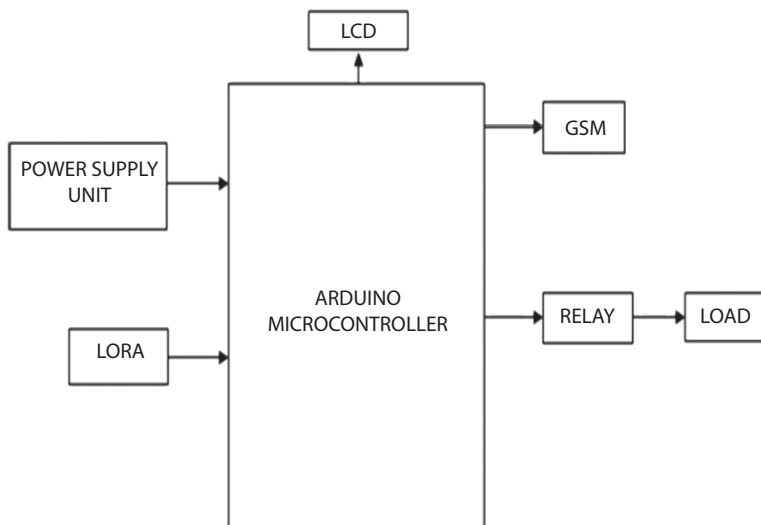 LCD
GSM
POWER SUPPLY
UNIT
ARDUINO
MICROCONTROLLER
RELAY
LOAD
LORA